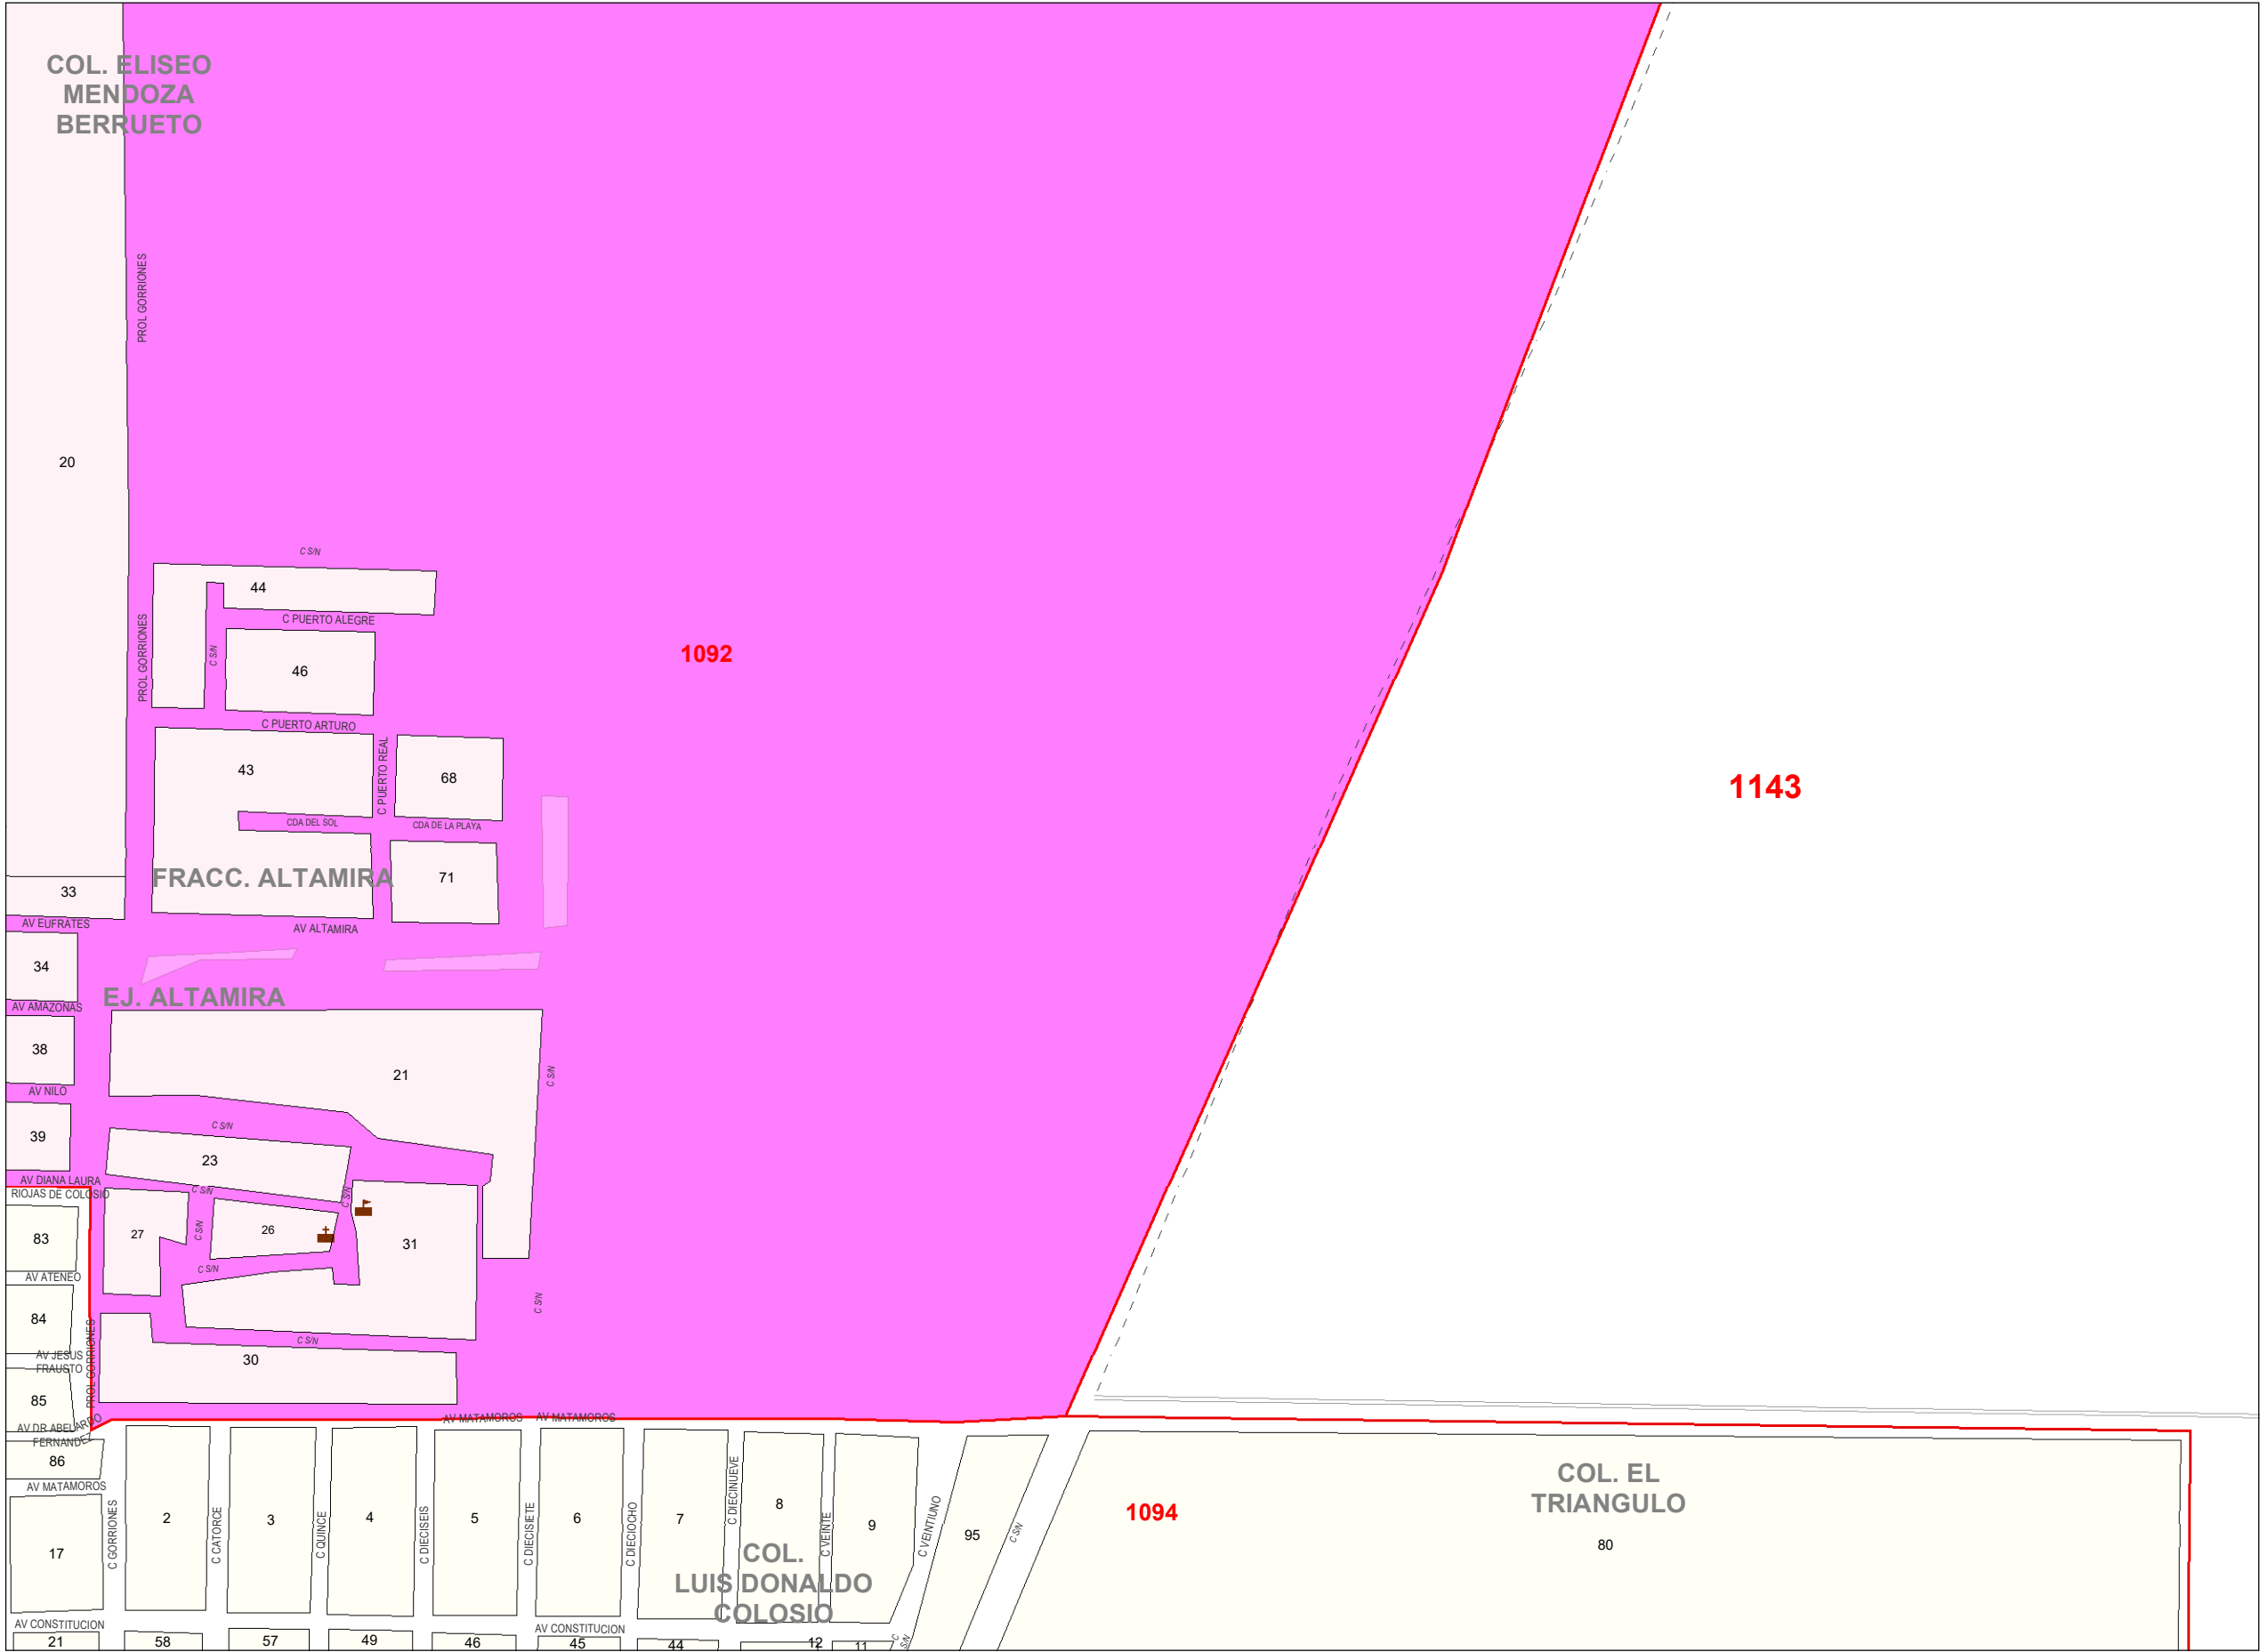 COL. ELISEO
MENDOZA
BERRUETO
PROL GORRIONES
20
C S/N
44
C PUERTO ALEGRE
PROL GORRIONES
C S/N
46
1092
C PUERTO ARTURO
43
C PUERTO REAL
68
1143
CDA DEL SOL
CDA DE LA PLAYA
FRACC. ALTAMIRA
71
33
AV EUFRATES
AV ALTAMIRA
34
EJ. ALTAMIRA
AV AMAZONAS
38
21
C S/N
AV NILO
39
C S/N
23
AV DIANA LAURA
RIOJAS DE COLOSIO
C S/N
C S/N
83
27
C S/N
26
31
C S/N
AV ATENEO
C S/N
84
PROL GORRIONES
C S/N
AV JESUS
FRAUSTO
30
85
AV DR ABELARDO
FERNANDEZ
AV MATAMOROS
AV MATAMOROS
86
AV MATAMOROS
17
C GORRIONES
2
C CATORCE
3
C QUINCE
4
C DIECISEIS
5
C DIECISIETE
6
C DIECIOCHO
7
C DIECINUEVE
8
C VEINTE
9
C VEINTIUNO
95
C S/N
1094
COL. EL
TRIANGULO
80
COL.
LUIS DONALDO
COLOSIO
AV CONSTITUCION
AV CONSTITUCION
21
58
57
49
46
45
44
12
11
C S/N